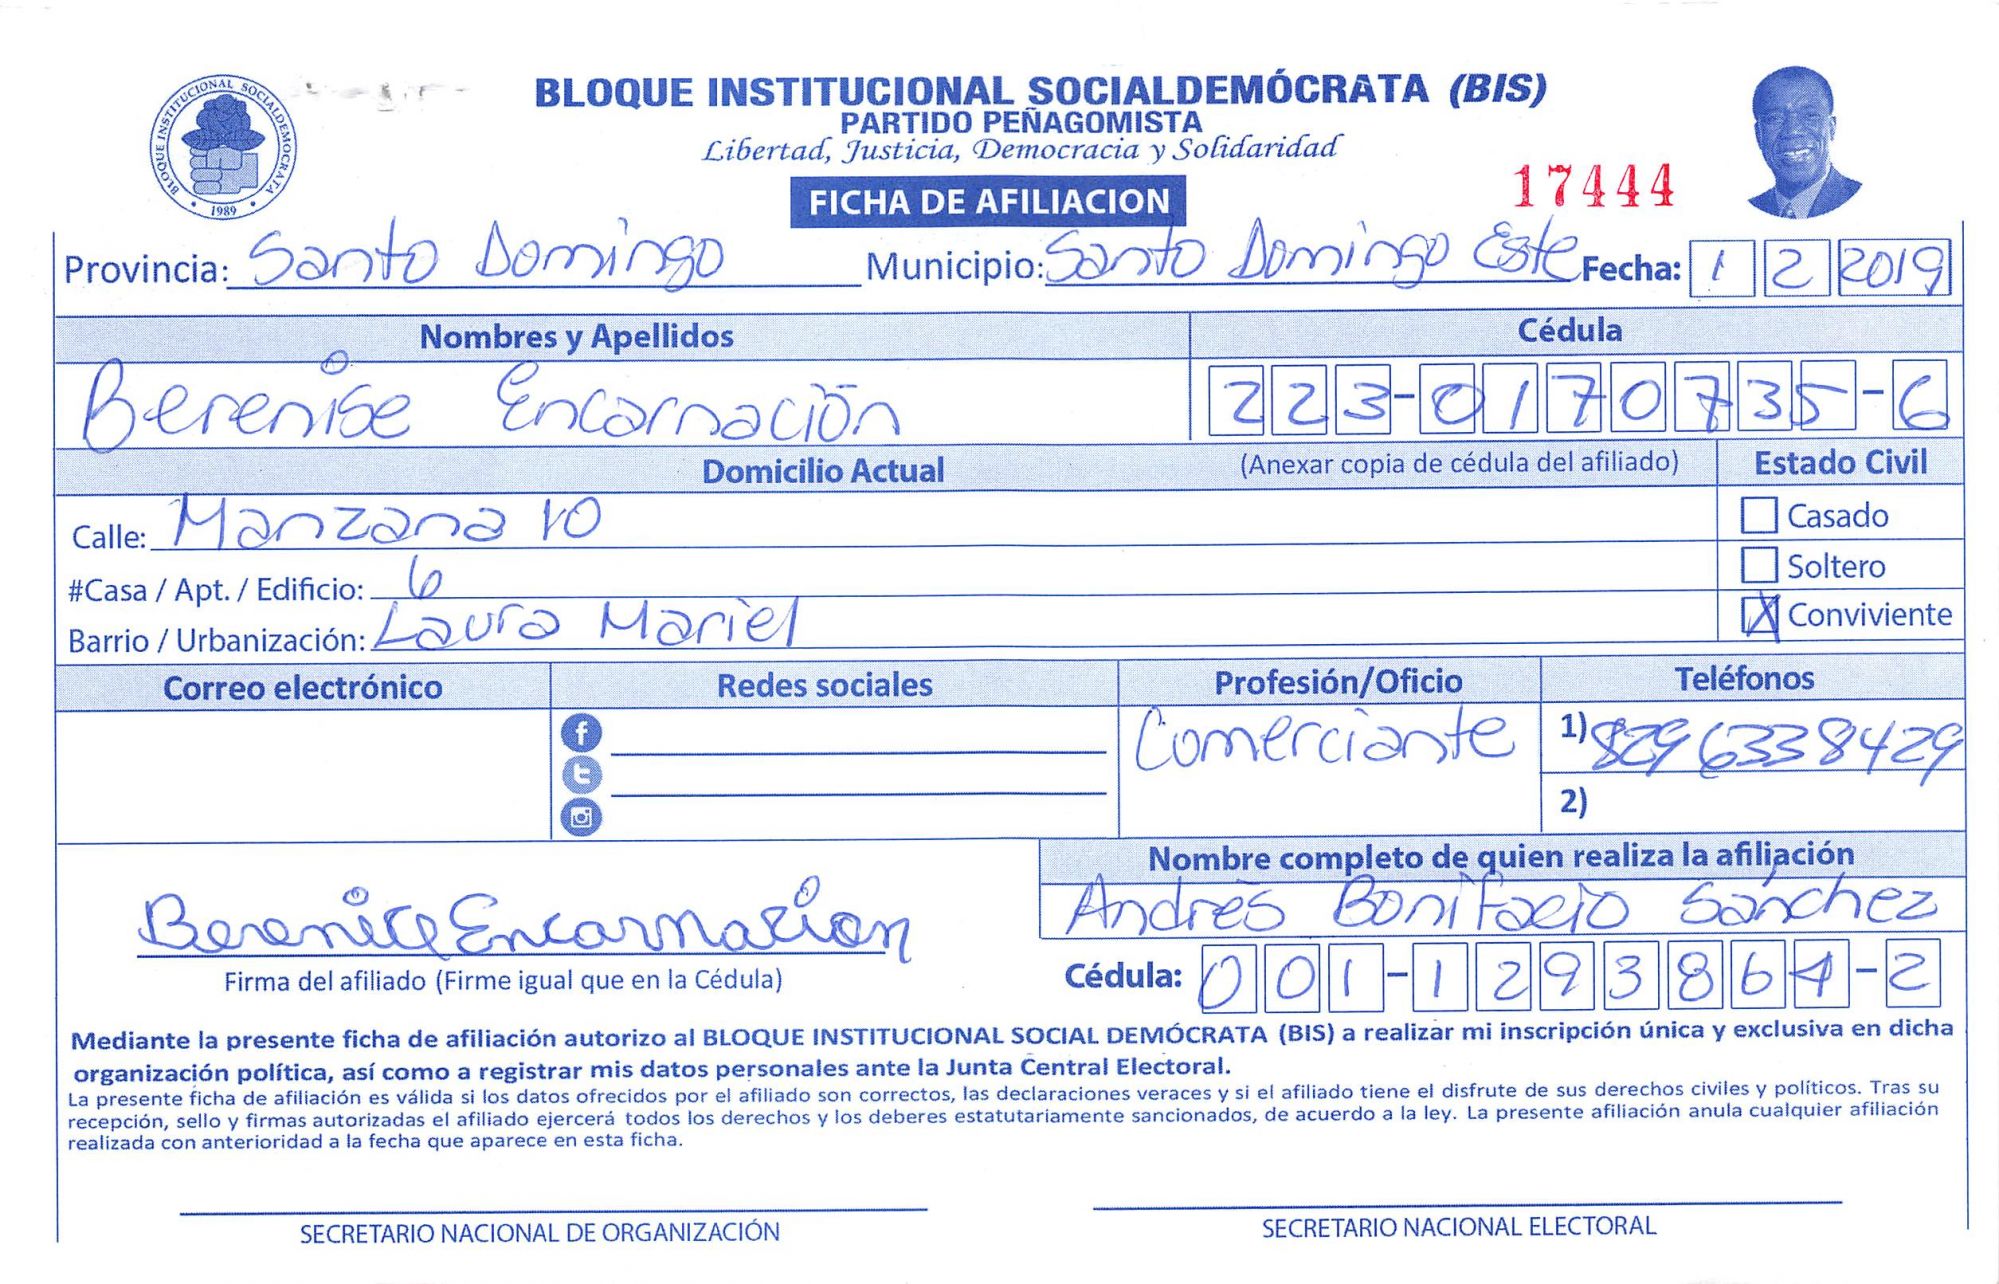 BLOQUE INSTITUCIONAL SOCIALDEMOCRATA
1989
BLOQUE INSTITUCIONAL SOCIALDEMÓCRATA (BIS)
PARTIDO PEÑAGOMISTA
Libertad, Justicia, Democracia y Solidaridad
FICHA DE AFILIACION
17444
Provincia: Santo Domingo Municipio: Santo Domingo Este Fecha: 1 2 2019
Nombres y Apellidos Cédula
Berenise Encarnación 223-0170735-6
Domicilio Actual (Anexar copia de cédula del afiliado) Estado Civil
Calle: Manzana 10 Casado
#Casa / Apt. / Edificio: 6 Soltero
Barrio / Urbanización: Laura Mariel X Conviviente
Correo electrónico Redes sociales Profesión/Oficio Teléfonos
Comerciante 1) 8296338429
2)
Nombre completo de quien realiza la afiliación
Andrés Bonifacio Sánchez
Berenice Encarnacion
Firma del afiliado (Firme igual que en la Cédula) Cédula: 001-1293864-2
Mediante la presente ficha de afiliación autorizo al BLOQUE INSTITUCIONAL SOCIAL DEMÓCRATA (BIS) a realizar mi inscripción única y exclusiva en dicha
organización política, así como a registrar mis datos personales ante la Junta Central Electoral.
La presente ficha de afiliación es válida si los datos ofrecidos por el afiliado son correctos, las declaraciones veraces y si el afiliado tiene el disfrute de sus derechos civiles y políticos. Tras su
recepción, sello y firmas autorizadas el afiliado ejercerá todos los derechos y los deberes estatutariamente sancionados, de acuerdo a la ley. La presente afiliación anula cualquier afiliación
realizada con anterioridad a la fecha que aparece en esta ficha.
SECRETARIO NACIONAL DE ORGANIZACIÓN SECRETARIO NACIONAL ELECTORAL